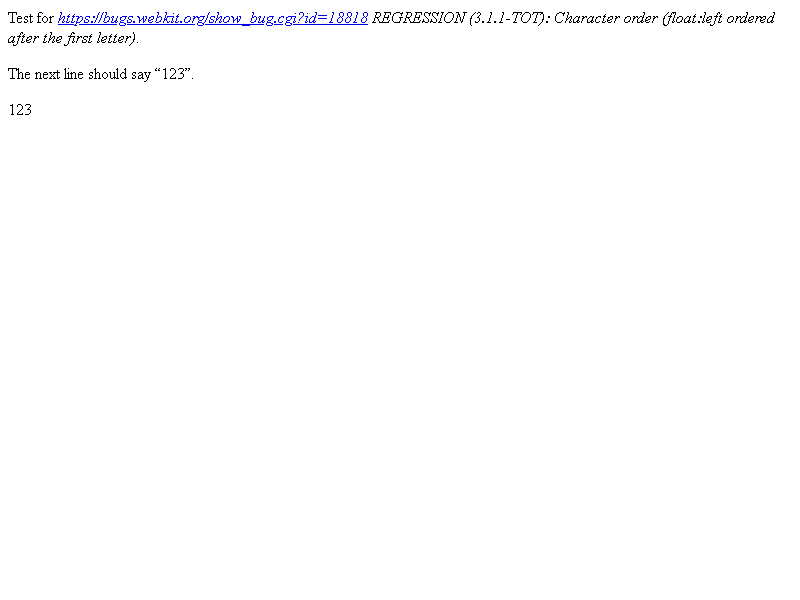 Test for https://bugs.webkit.org/show_bug.cgi?id=18818 REGRESSION (3.1.1-TOT): Character order (float:left ordered
after the first letter).
The next line should say “123”.
123